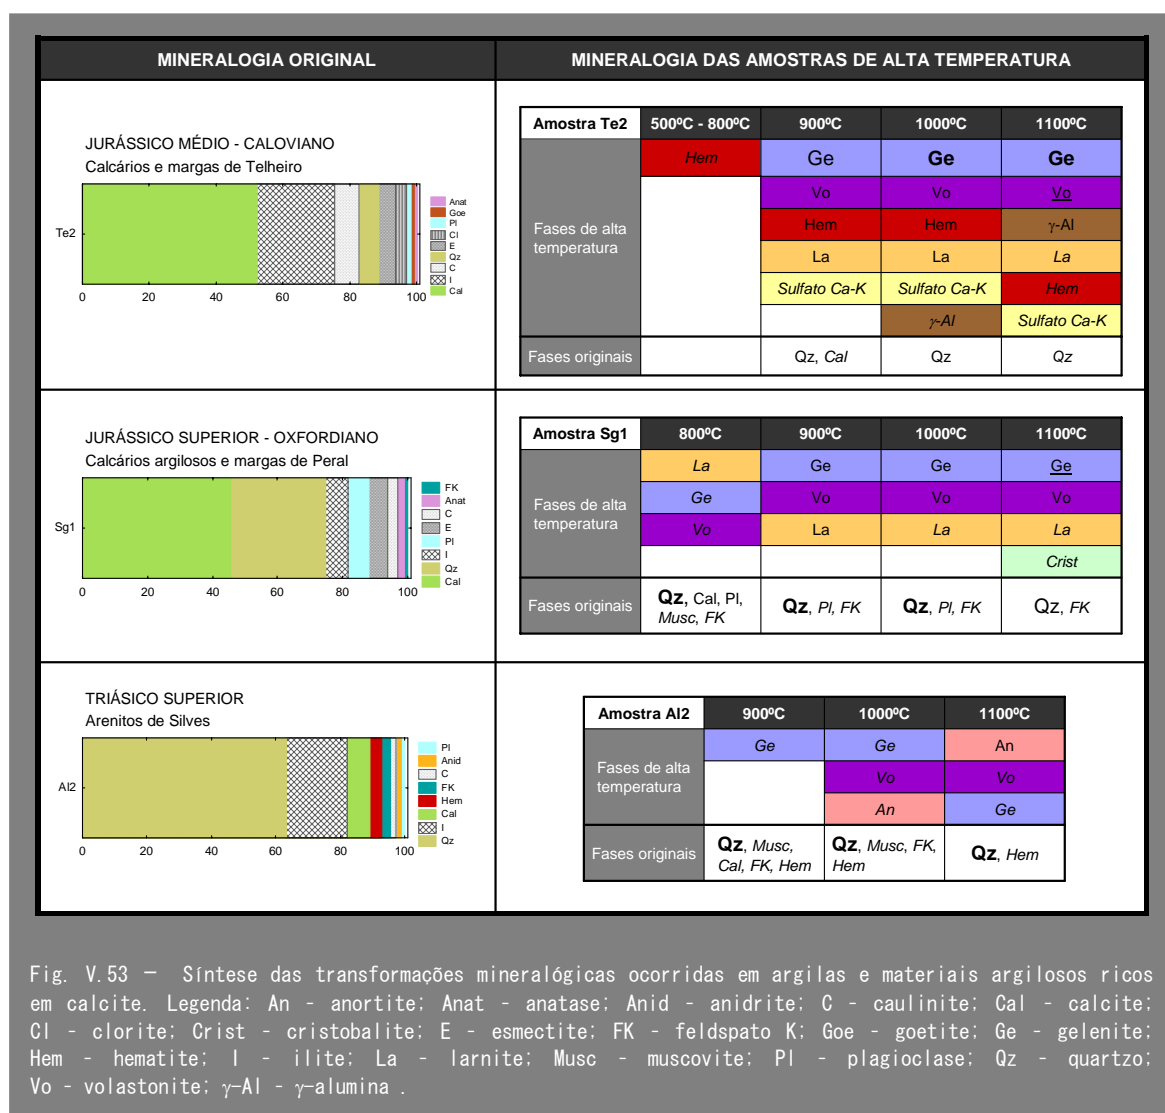 MINERALOGIA ORIGINAL
MINERALOGIA DAS AMOSTRAS DE ALTA TEMPERATURA
JURÁSSICO MÉDIO - CALOVIANO
Calcários e margas de Telheiro
Te2
0 20 40 60 80 100
Anat
Goe
Pl
Cl
E
Qz
C
I
Cal
Amostra Te2 500ºC - 800ºC 900ºC 1000ºC 1100ºC
Fases de alta
temperatura
Hem Ge Ge Ge
Vo Vo Vo
Hem Hem γ-Al
La La La
Sulfato Ca-K Sulfato Ca-K Hem
γ-Al Sulfato Ca-K
Fases originais Qz, Cal Qz Qz
JURÁSSICO SUPERIOR - OXFORDIANO
Calcários argilosos e margas de Peral
Sg1
0 20 40 60 80 100
FK
Anat
C
E
Pl
I
Qz
Cal
Amostra Sg1 800ºC 900ºC 1000ºC 1100ºC
Fases de alta
temperatura
La Ge Ge Ge
Ge Vo Vo Vo
Vo La La La
Crist
Fases originais
Qz, Cal, Pl,
Musc, FK
Qz, Pl, FK
Qz, Pl, FK
Qz, FK
TRIÁSICO SUPERIOR
Arenitos de Silves
Al2
0 20 40 60 80 100
Pl
Anid
C
FK
Hem
Cal
I
Qz
Amostra Al2 900ºC 1000ºC 1100ºC
Fases de alta
temperatura
Ge Ge An
Vo Vo
An Ge
Fases originais
Qz, Musc,
Cal, FK, Hem
Qz, Musc, FK,
Hem
Qz, Hem
Fig. V.53 — Síntese das transformações mineralógicas ocorridas em argilas e materiais argilosos ricos
em calcite. Legenda: An - anortite; Anat - anatase; Anid - anidrite; C - caulinite; Cal - calcite;
Cl - clorite; Crist - cristobalite; E - esmectite; FK - feldspato K; Goe - goetite; Ge - gelenite;
Hem - hematite; I - ilite; La - larnite; Musc - muscovite; Pl - plagioclase; Qz - quartzo;
Vo - volastonite; γ-Al - γ-alumina .